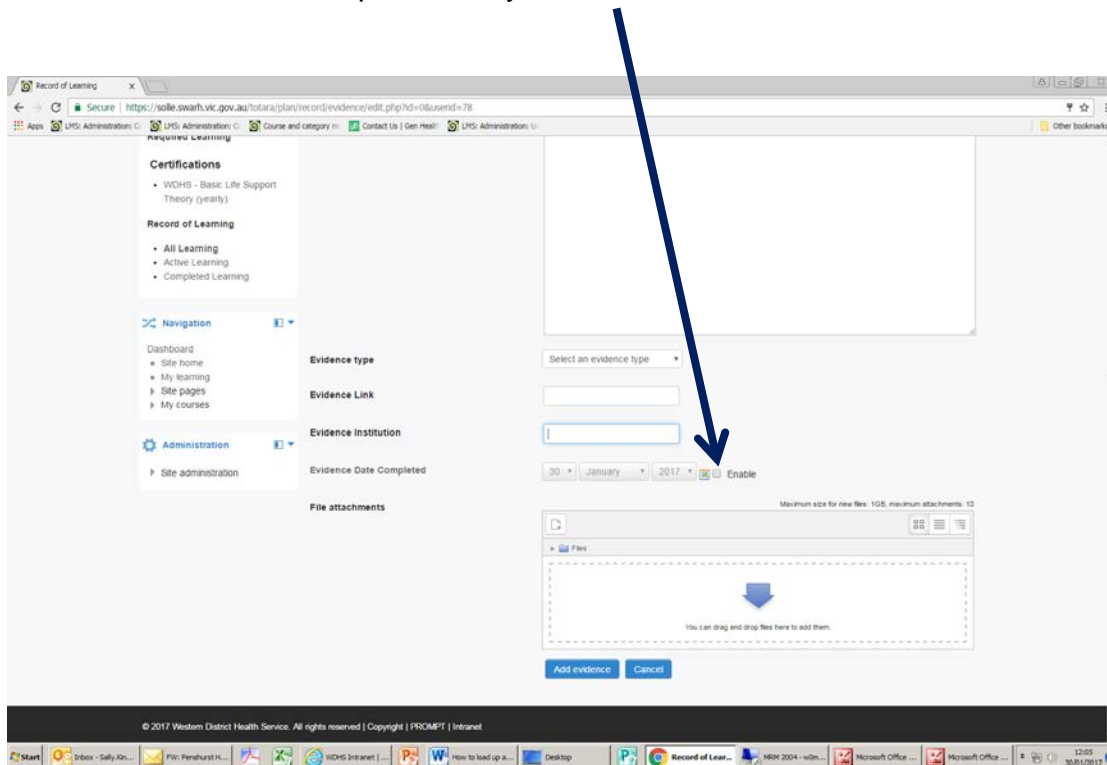 Record of Learning
Secure | https://solle.swarh.vic.gov.au/totara/plan/record/evidence/edit.php?id=0&userid=78
Apps LMS: Administration: C LMS: Administration: C Course and category m Contact Us | Gen Healt LMS: Administration: U Other bookmarks
Required Learning
Certifications
WDHS - Basic Life Support
Theory (yearly)
Record of Learning
All Learning
Active Learning
Completed Learning
Navigation
Dashboard
Site home
My learning
Site pages
My courses
Evidence type Select an evidence type
Evidence Link
Evidence Institution
Administration
Site administration
Evidence Date Completed 30 January 2017 Enable
File attachments Maximum size for new files: 1GB, maximum attachments: 10
Files
You can drag and drop files here to add them.
Add evidence Cancel
© 2017 Western District Health Service. All rights reserved | Copyright | PROMPT | Intranet
Start Inbox - Sally.Kin... FW: Penshurst H... WDHS Intranet | ... How to load up a... Desktop Record of Lear... MRM 2004 - w0m... Microsoft Office ... Microsoft Office ... 12:05
30/01/2017